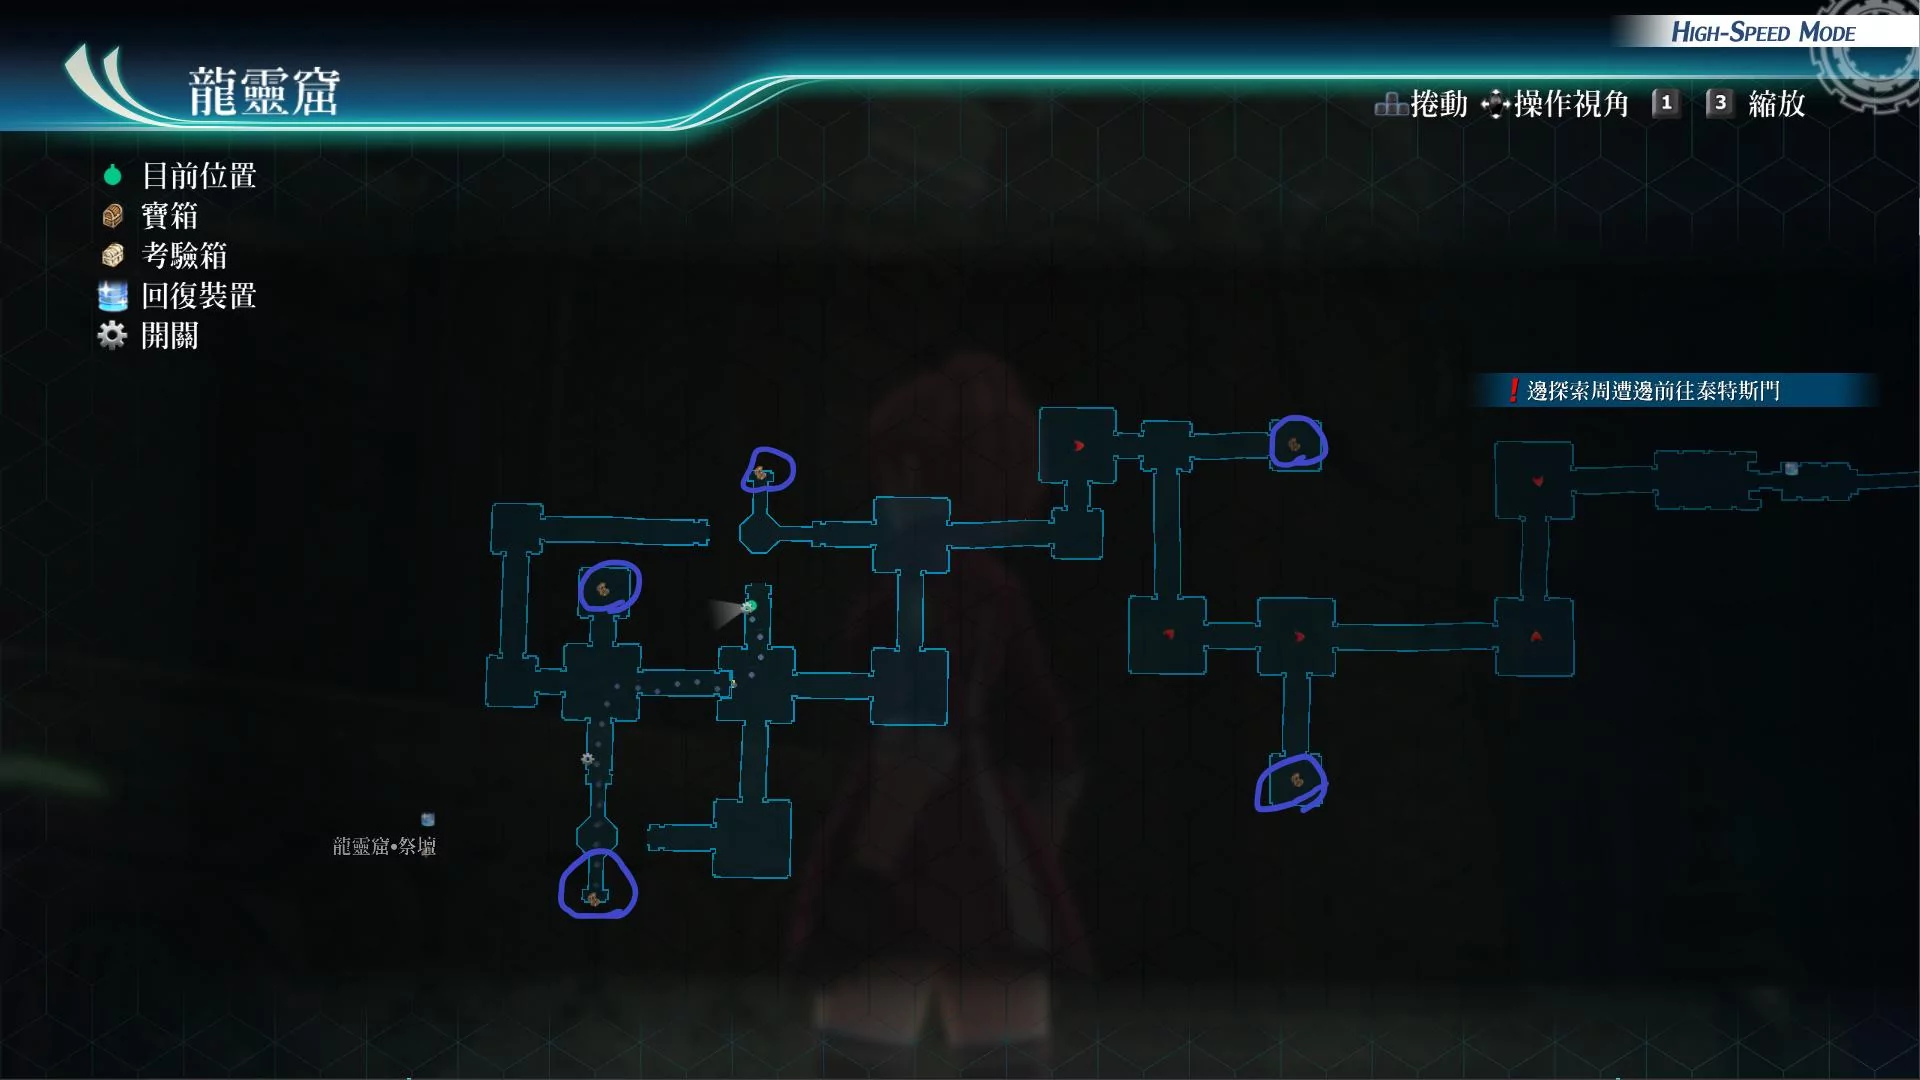 HIGH-SPEED MODE
龍靈窟
捲動 操作視角 1 3 縮放
目前位置
寶箱
考驗箱
回復裝置
開關
! 邊探索周遭邊前往泰特斯門
龍靈窟•祭壇